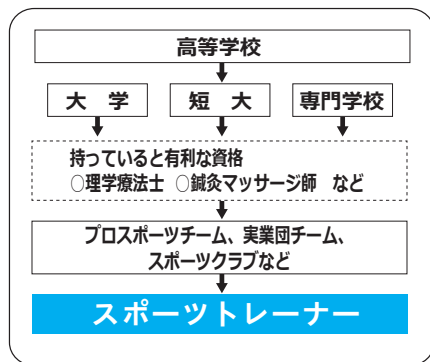 高等学校
大 学
短 大
専門学校
持っていると有利な資格
○理学療法士 ○鍼灸マッサージ師 など
プロスポーツチーム、実業団チーム、
スポーツクラブなど
スポーツトレーナー